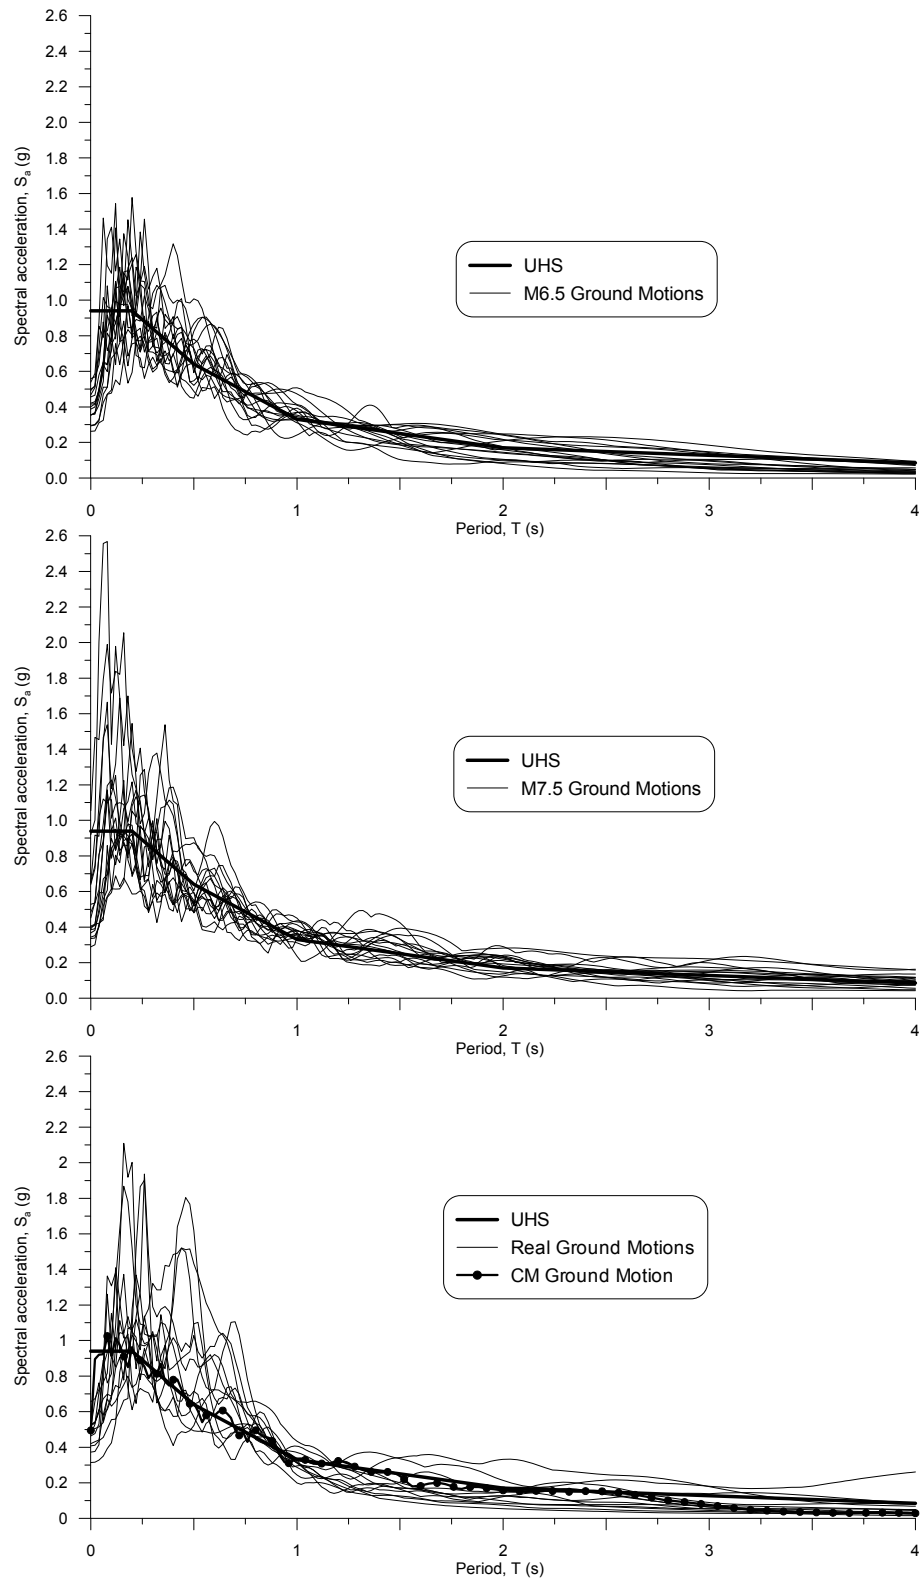 2.6
2.4
2.2
2.0
1.8
1.6
1.4
1.2
1.0
0.8
0.6
0.4
0.2
0.0
Spectral acceleration, Sa (g)
UHS
M6.5 Ground Motions
0 1 2 3 4
Period, T (s)
2.6
2.4
2.2
2.0
1.8
1.6
1.4
1.2
1.0
0.8
0.6
0.4
0.2
0.0
Spectral acceleration, Sa (g)
UHS
M7.5 Ground Motions
0 1 2 3 4
Period, T (s)
2.6
2.4
2.2
2
1.8
1.6
1.4
1.2
1
0.8
0.6
0.4
0.2
0
Spectral acceleration, Sa (g)
UHS
Real Ground Motions
CM Ground Motion
0 1 2 3 4
Period, T (s)